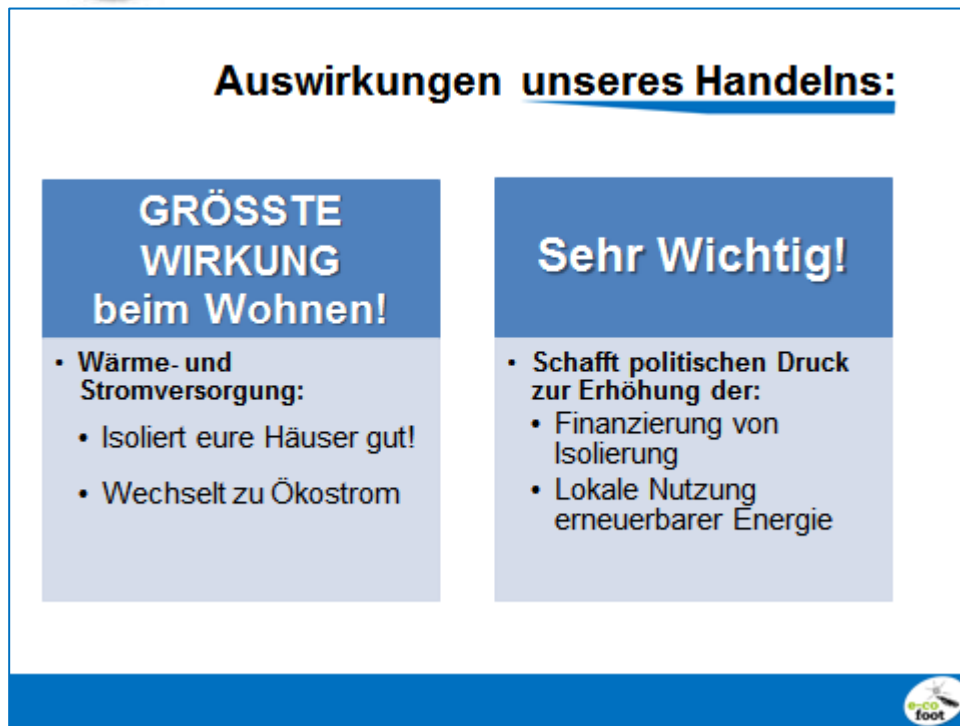 Auswirkungen unseres Handelns:
GRÖSSTE
WIRKUNG
beim Wohnen!
• Wärme- und
Stromversorgung:
• Isoliert eure Häuser gut!
• Wechselt zu Ökostrom
Sehr Wichtig!
• Schafft politischen Druck
zur Erhöhung der:
• Finanzierung von
Isolierung
• Lokale Nutzung
erneuerbarer Energie
e-co
foot